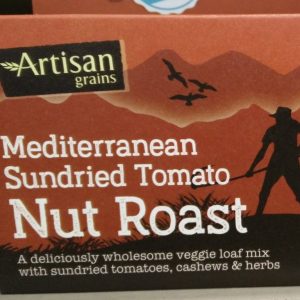 Artisan
grains
Mediterranean
Sundried Tomato
Nut Roast
A deliciously wholesome veggie loaf mix
with sundried tomatoes, cashews & herbs